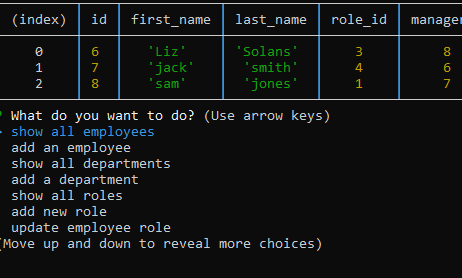 (index) id first_name last_name role_id manager
0 6 'Liz' 'Solans' 3 8
1 7 'jack' 'smith' 4 6
2 8 'sam' 'jones' 1 7
? What do you want to do? (Use arrow keys)
> show all employees
add an employee
show all departments
add a department
show all roles
add new role
update employee role
(Move up and down to reveal more choices)